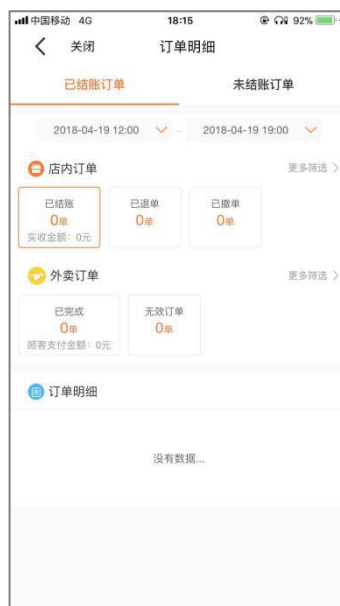 中国移动 4G 18:15 92%
关闭 订单明细
已结账订单 未结账订单
2018-04-19 12:00 - 2018-04-19 19:00
店内订单 更多筛选
已结账 已退单 已撤单
0单 0单 0单
实收金额：0元
外卖订单 更多筛选
已完成 无效订单
0单 0单
顾客支付金额：0元
订单明细
没有数据...